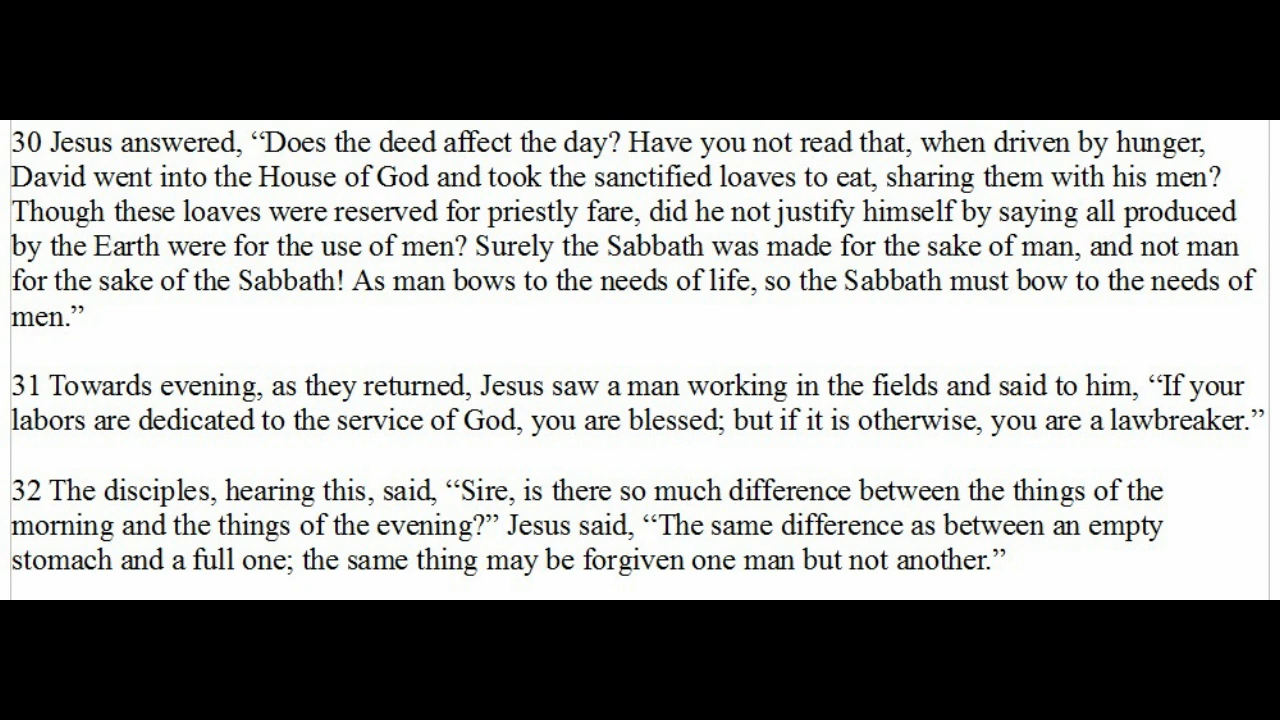 30 Jesus answered, “Does the deed affect the day? Have you not read that, when driven by hunger,
David went into the House of God and took the sanctified loaves to eat, sharing them with his men?
Though these loaves were reserved for priestly fare, did he not justify himself by saying all produced
by the Earth were for the use of men? Surely the Sabbath was made for the sake of man, and not man
for the sake of the Sabbath! As man bows to the needs of life, so the Sabbath must bow to the needs of
men.”
31 Towards evening, as they returned, Jesus saw a man working in the fields and said to him, “If your
labors are dedicated to the service of God, you are blessed; but if it is otherwise, you are a lawbreaker.”
32 The disciples, hearing this, said, “Sire, is there so much difference between the things of the
morning and the things of the evening?” Jesus said, “The same difference as between an empty
stomach and a full one; the same thing may be forgiven one man but not another.”